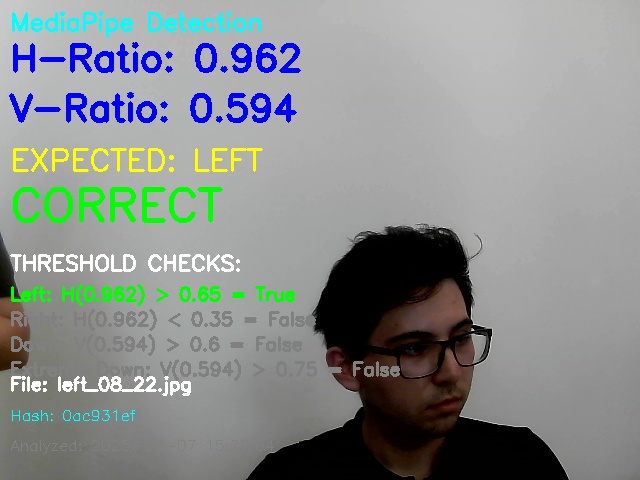 MediaPipe Detection
H-Ratio: 0.962
V-Ratio: 0.594
EXPECTED: LEFT
CORRECT
THRESHOLD CHECKS:
Left: H(0.962) > 0.65 = True
Right: H(0.962) < 0.35 = False
V(0.594) > 0.6 = False
Down: V(0.594) > 0.75 = False
File: left_08_22.jpg
Hash: 0ac931ef
Analyzed: